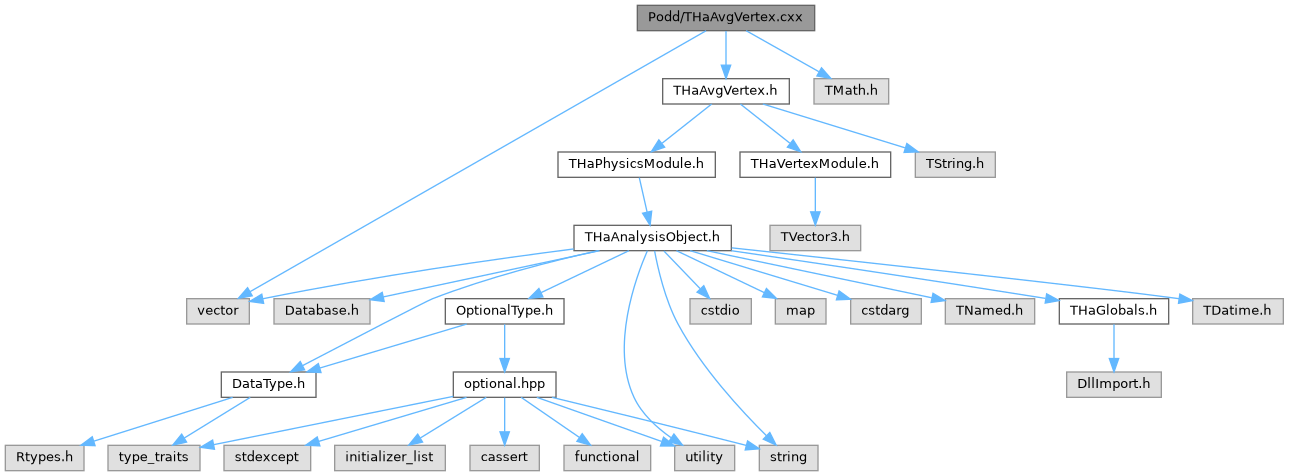 Podd/THaAvgVertex.cxx
THaAvgVertex.h
TMath.h
THaPhysicsModule.h
THaVertexModule.h
TString.h
THaAnalysisObject.h
TVector3.h
vector
Database.h
OptionalType.h
cstdio
map
cstdarg
TNamed.h
THaGlobals.h
TDatime.h
DataType.h
optional.hpp
DllImport.h
Rtypes.h
type_traits
stdexcept
initializer_list
cassert
functional
utility
string